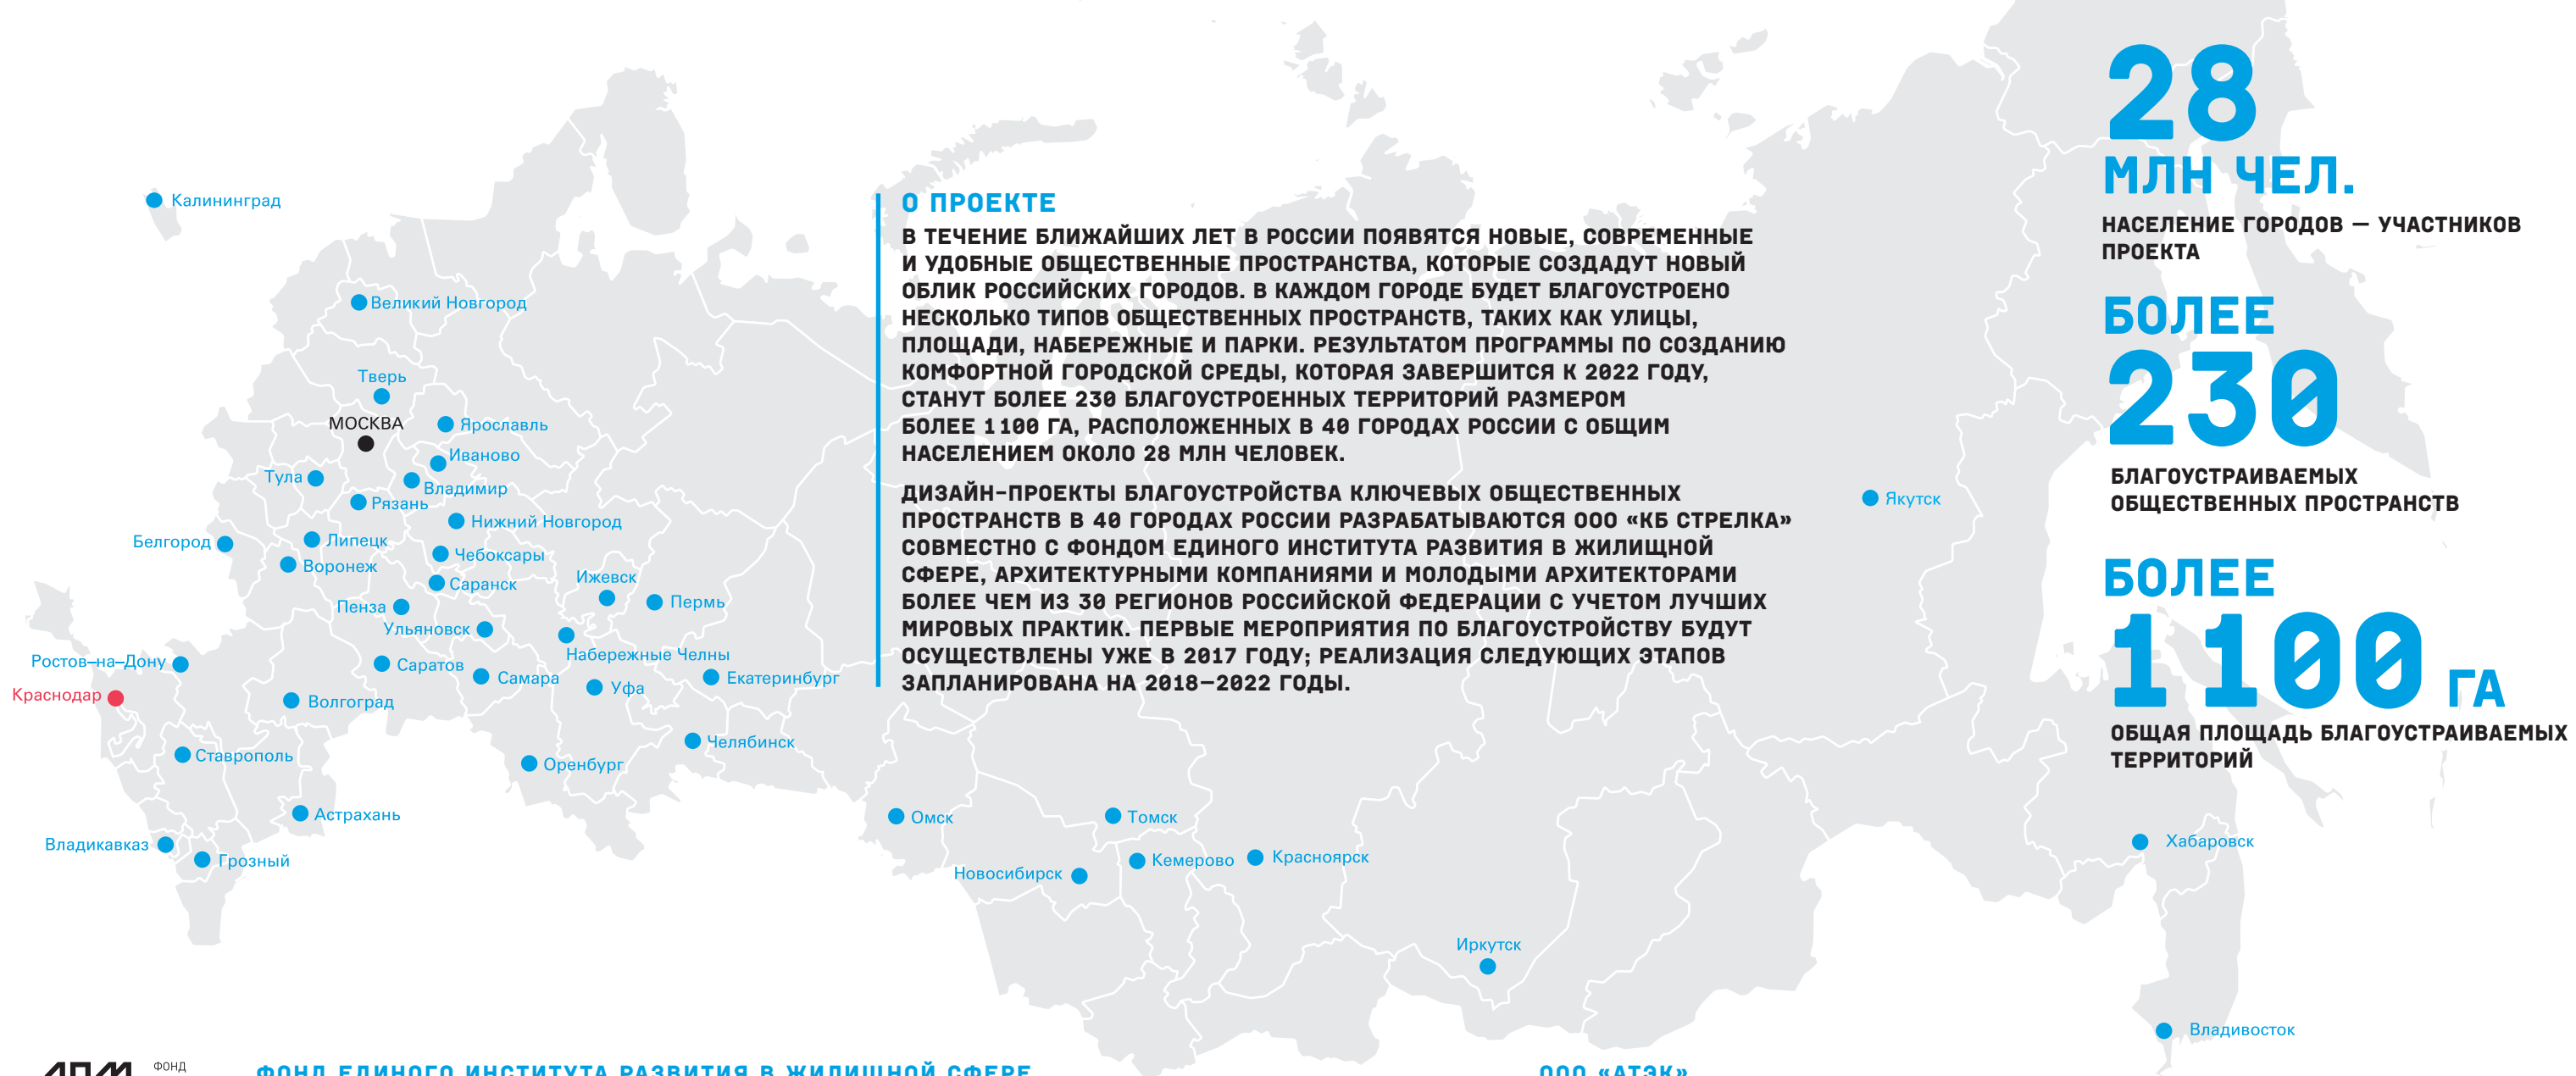 Калининград
Великий Новгород
Тверь
МОСКВА
Ярославль
Иваново
Тула
Владимир
Рязань
Нижний Новгород
Белгород
Липецк
Чебоксары
Воронеж
Саранск
Ижевск
Пенза
Пермь
Ульяновск
Набережные Челны
Ростов–на–Дону
Саратов
Самара
Екатеринбург
Уфа
Краснодар
Волгоград
Челябинск
Ставрополь
Оренбург
Астрахань
Владикавказ
Грозный
О ПРОЕКТЕ
В ТЕЧЕНИЕ БЛИЖАЙШИХ ЛЕТ В РОССИИ ПОЯВЯТСЯ НОВЫЕ, СОВРЕМЕННЫЕ
И УДОБНЫЕ ОБЩЕСТВЕННЫЕ ПРОСТРАНСТВА, КОТОРЫЕ СОЗДАДУТ НОВЫЙ
ОБЛИК РОССИЙСКИХ ГОРОДОВ. В КАЖДОМ ГОРОДЕ БУДЕТ БЛАГОУСТРОЕНО
НЕСКОЛЬКО ТИПОВ ОБЩЕСТВЕННЫХ ПРОСТРАНСТВ, ТАКИХ КАК УЛИЦЫ,
ПЛОЩАДИ, НАБЕРЕЖНЫЕ И ПАРКИ. РЕЗУЛЬТАТОМ ПРОГРАММЫ ПО СОЗДАНИЮ
КОМФОРТНОЙ ГОРОДСКОЙ СРЕДЫ, КОТОРАЯ ЗАВЕРШИТСЯ К 2022 ГОДУ,
СТАНУТ БОЛЕЕ 230 БЛАГОУСТРОЕННЫХ ТЕРРИТОРИЙ РАЗМЕРОМ
БОЛЕЕ 1 100 ГА, РАСПОЛОЖЕННЫХ В 40 ГОРОДАХ РОССИИ С ОБЩИМ
НАСЕЛЕНИЕМ ОКОЛО 28 МЛН ЧЕЛОВЕК.
ДИЗАЙН-ПРОЕКТЫ БЛАГОУСТРОЙСТВА КЛЮЧЕВЫХ ОБЩЕСТВЕННЫХ
ПРОСТРАНСТВ В 40 ГОРОДАХ РОССИИ РАЗРАБАТЫВАЮТСЯ ООО «КБ СТРЕЛКА»
СОВМЕСТНО С ФОНДОМ ЕДИНОГО ИНСТИТУТА РАЗВИТИЯ В ЖИЛИЩНОЙ
СФЕРЕ, АРХИТЕКТУРНЫМИ КОМПАНИЯМИ И МОЛОДЫМИ АРХИТЕКТОРАМИ
БОЛЕЕ ЧЕМ ИЗ 30 РЕГИОНОВ РОССИЙСКОЙ ФЕДЕРАЦИИ С УЧЕТОМ ЛУЧШИХ
МИРОВЫХ ПРАКТИК. ПЕРВЫЕ МЕРОПРИЯТИЯ ПО БЛАГОУСТРОЙСТВУ БУДУТ
ОСУЩЕСТВЛЕНЫ УЖЕ В 2017 ГОДУ; РЕАЛИЗАЦИЯ СЛЕДУЮЩИХ ЭТАПОВ
ЗАПЛАНИРОВАНА НА 2018—2022 ГОДЫ.
Омск
Томск
Новосибирск
Кемерово
Красноярск
Иркутск
Якутск
Хабаровск
Владивосток
28
МЛН ЧЕЛ.
НАСЕЛЕНИЕ ГОРОДОВ — УЧАСТНИКОВ
ПРОЕКТА
БОЛЕЕ
230
БЛАГОУСТРАИВАЕМЫХ
ОБЩЕСТВЕННЫХ ПРОСТРАНСТВ
БОЛЕЕ
1 100 ГА
ОБЩАЯ ПЛОЩАДЬ БЛАГОУСТРАИВАЕМЫХ
ТЕРРИТОРИЙ
ФОНД
ФОНД ЕДИНОГО ИНСТИТУТА РАЗВИТИЯ В ЖИЛИЩНОЙ СФЕРЕ
ООО «АТЭК»